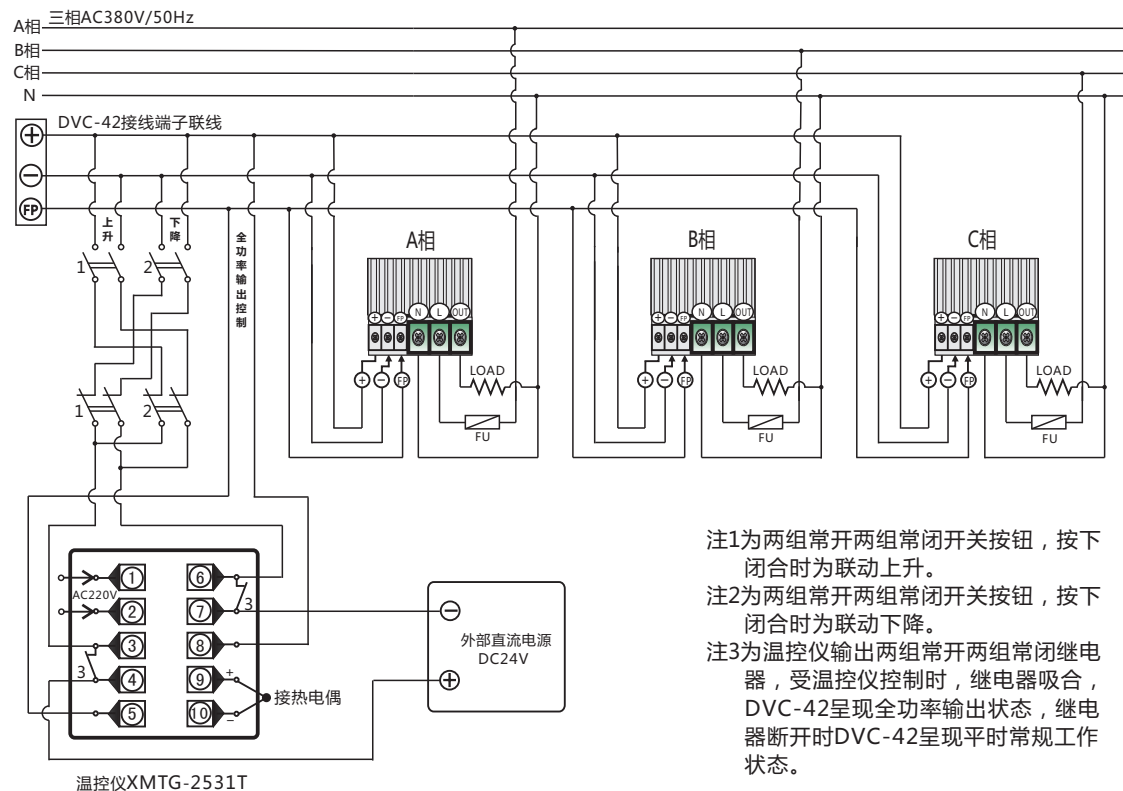 三相AC380V/50Hz
A相
B相
C相
N
DVC-42接线端子联线
+
−
FP
上升
下降
全功率输出控制
1
2
1
2
A相
+ − FP N L OUT
+ − FP
LOAD
FU
B相
+ − FP N L OUT
+ − FP
LOAD
FU
C相
+ − FP N L OUT
+ − FP
LOAD
FU
AC220V
1
2
3
4
5
6
7
8
9
10
3
3
+
−
接热电偶
温控仪XMTG-2531T
−
外部直流电源
DC24V
+
注1为两组常开两组常闭开关按钮，按下
闭合时为联动上升。
注2为两组常开两组常闭开关按钮，按下
闭合时为联动下降。
注3为温控仪输出两组常开两组常闭继电
器，受温控仪控制时，继电器吸合，
DVC-42呈现全功率输出状态，继电
器断开时DVC-42呈现平时常规工作
状态。